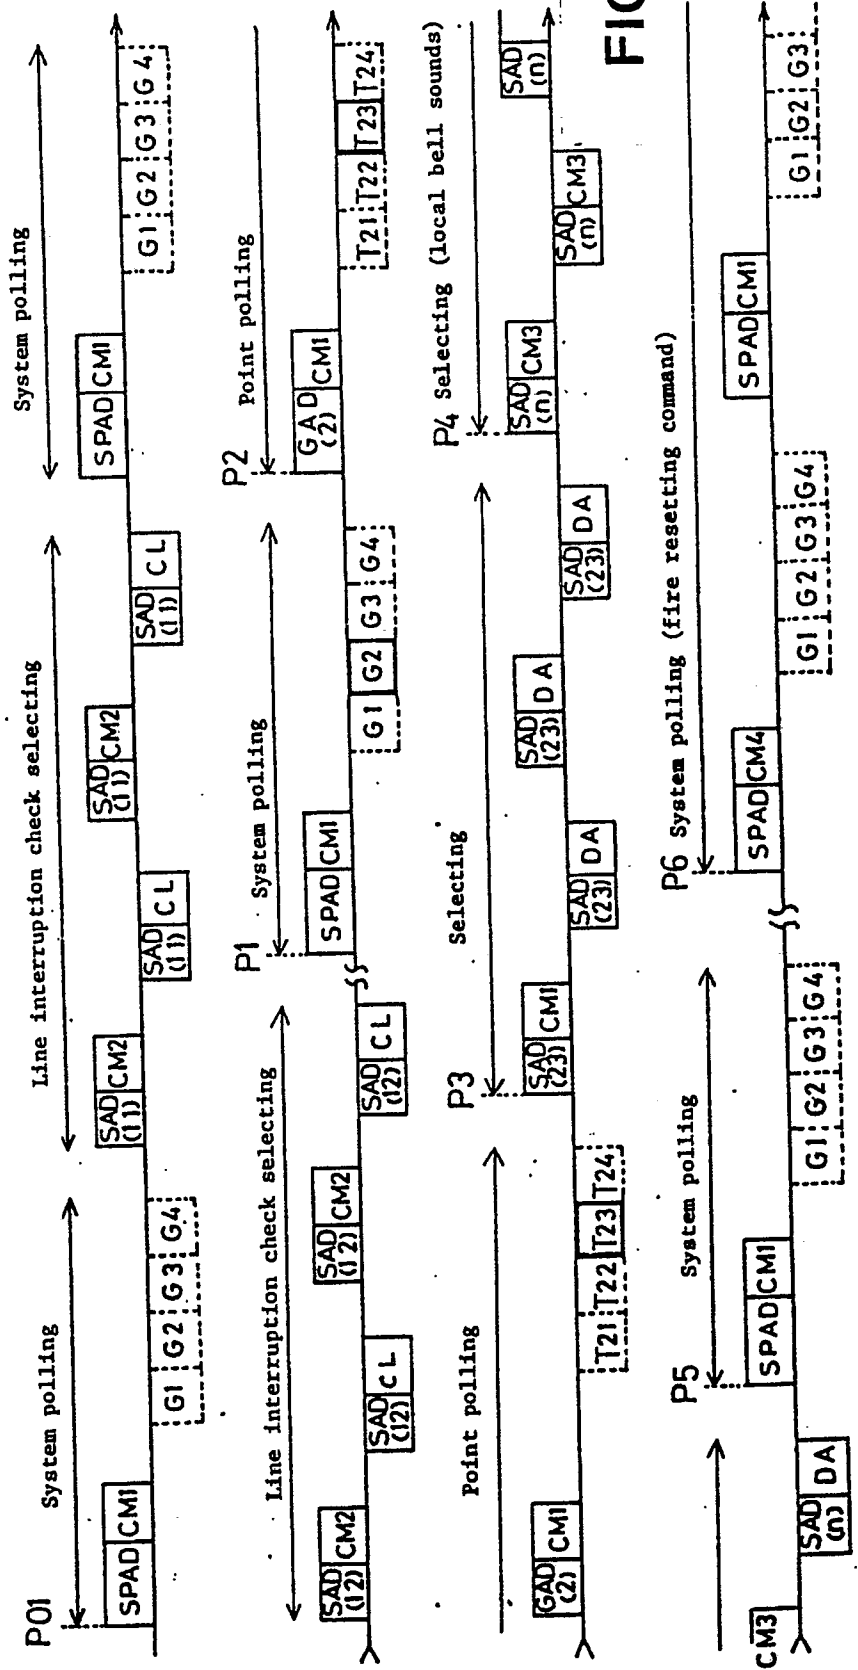 P01
System polling
Line interruption check selecting
System polling
SPAD CM1
G1 G2 G3 G4
SAD (11) CM2
SAD (11) CL
SAD (11) CM2
SAD (11) CL
SPAD CM1
G1 G2 G3 G4
Line interruption check selecting
P1
System polling
P2
Point polling
SAD (12) CM2
SAD (12) CL
SAD (12) CM2
SAD (12) CL
SPAD CM1
G1 G2 G3 G4
GAD (2) CM1
T21 T22 T23 T24
Point polling
P3
Selecting
P4 Selecting (local bell sounds)
GAD (2) CM1
T21 T22 T23 T24
SAD (23) CM1
SAD (23) DA
SAD (23) DA
SAD (23) DA
SAD (n) CM3
SAD (n) CM3
SAD (n)
FIG
P5
System polling
P6 System polling (fire resetting command)
CM3
SAD (n) DA
SPAD CM1
G1 G2 G3 G4
SPAD CM4
G1 G2 G3 G4
SPAD CM1
G1 G2 G3